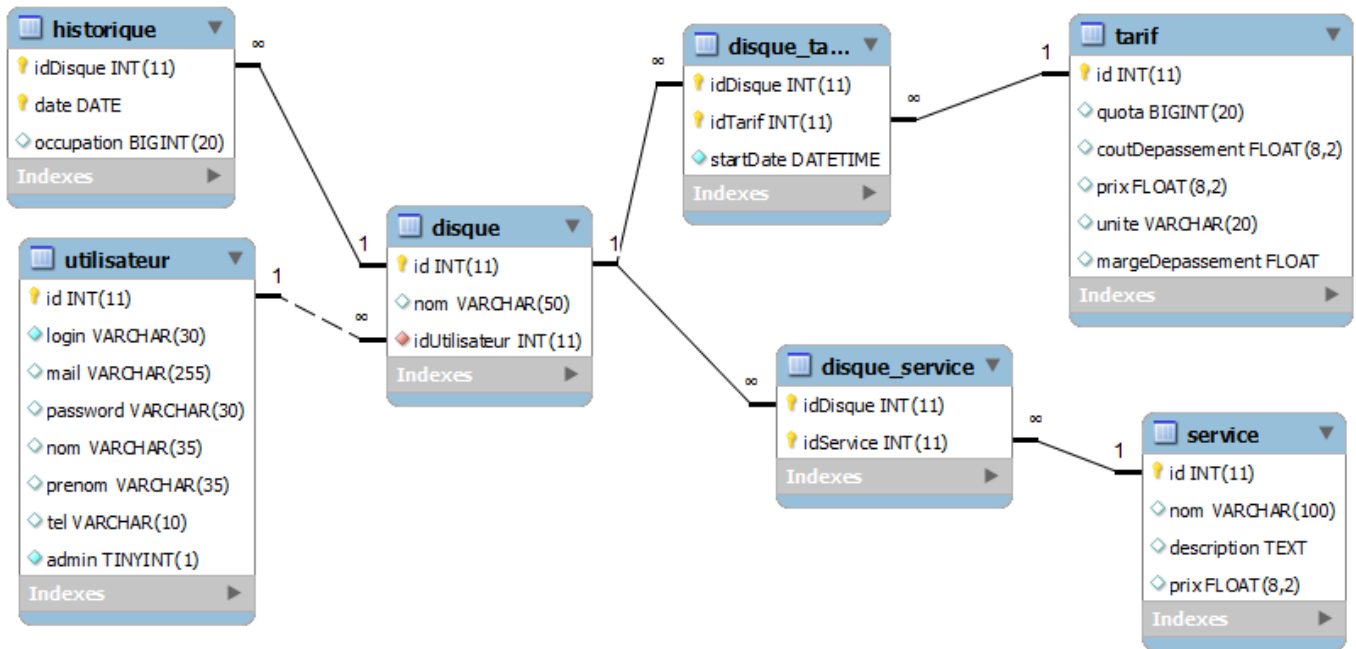 historique
idDisque INT(11)
date DATE
occupation BIGINT(20)
Indexes
∞
1
utilisateur
id INT(11)
login VARCHAR(30)
mail VARCHAR(255)
password VARCHAR(30)
nom VARCHAR(35)
prenom VARCHAR(35)
tel VARCHAR(10)
admin TINYINT(1)
Indexes
1
∞
disque
id INT(11)
nom VARCHAR(50)
idUtilisateur INT(11)
Indexes
1
∞
disque_ta...
idDisque INT(11)
idTarif INT(11)
startDate DATETIME
Indexes
∞
1
tarif
id INT(11)
quota BIGINT(20)
coutDepassement FLOAT(8,2)
prix FLOAT(8,2)
unite VARCHAR(20)
margeDepassement FLOAT
Indexes
∞
disque_service
idDisque INT(11)
idService INT(11)
Indexes
∞
1
service
id INT(11)
nom VARCHAR(100)
description TEXT
prix FLOAT(8,2)
Indexes